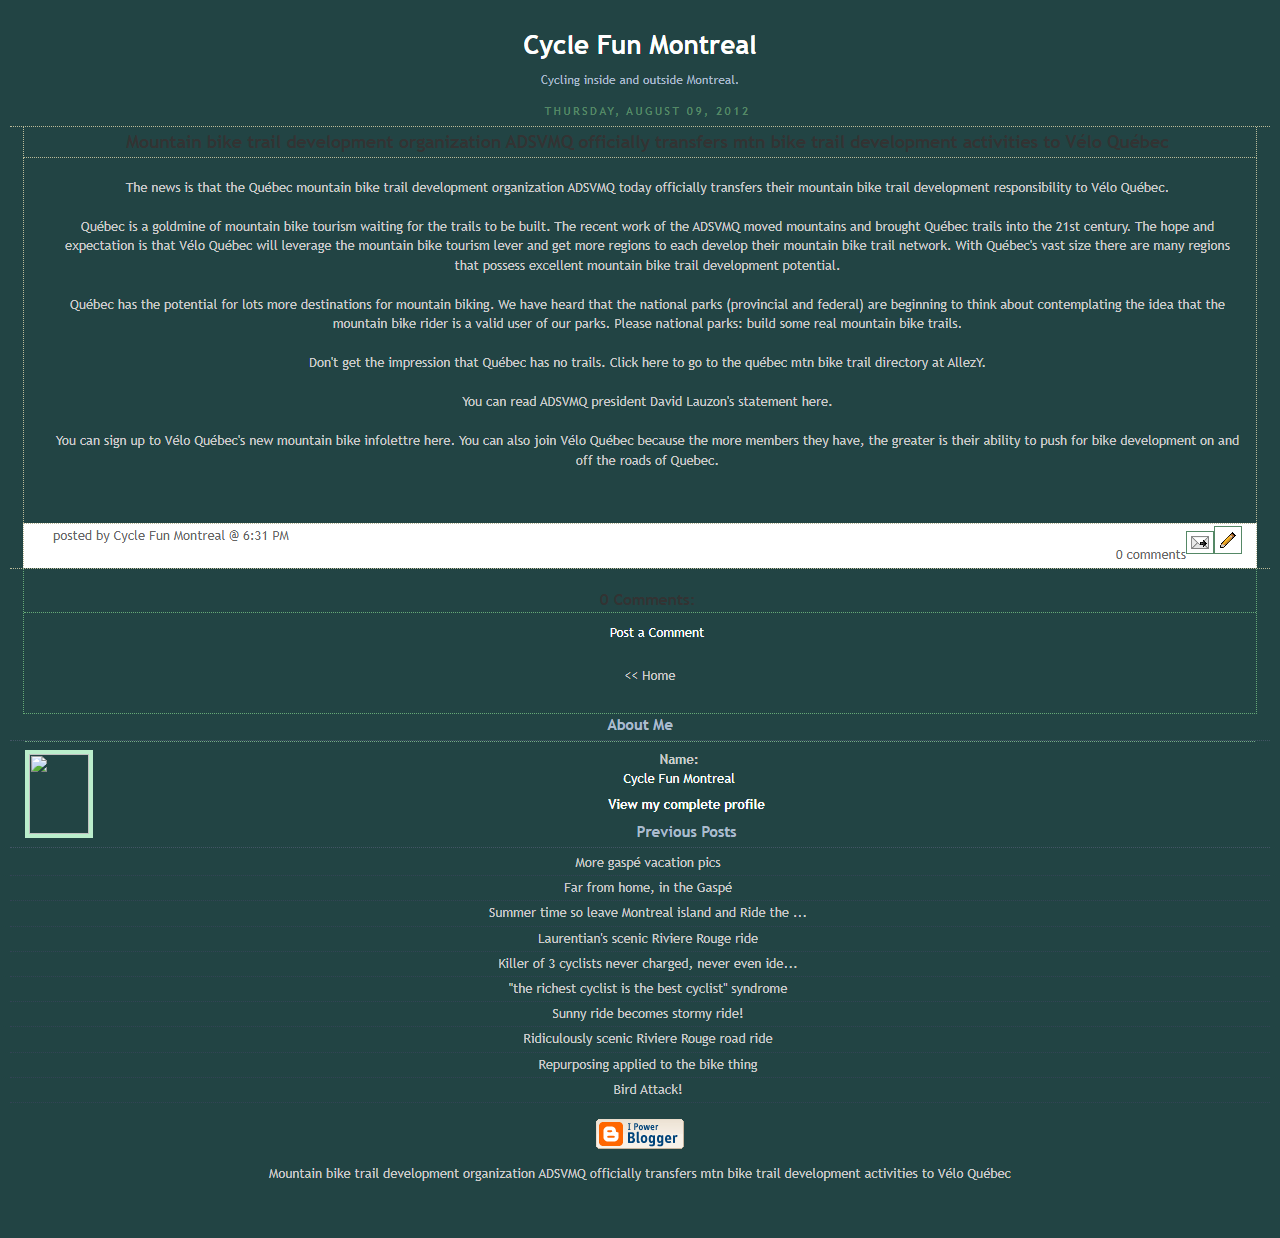 Cycle Fun Montreal
Cycling inside and outside Montreal.
THURSDAY, AUGUST 09, 2012
Mountain bike trail development organization ADSVMQ officially transfers mtn bike trail development activities to Vélo Québec
The news is that the Québec mountain bike trail development organization ADSVMQ today officially transfers their mountain bike trail development responsibility to Vélo Québec.
Québec is a goldmine of mountain bike tourism waiting for the trails to be built. The recent work of the ADSVMQ moved mountains and brought Québec trails into the 21st century. The hope and
expectation is that Vélo Québec will leverage the mountain bike tourism lever and get more regions to each develop their mountain bike trail network. With Québec's vast size there are many regions
that possess excellent mountain bike trail development potential.
Québec has the potential for lots more destinations for mountain biking. We have heard that the national parks (provincial and federal) are beginning to think about contemplating the idea that the
mountain bike rider is a valid user of our parks. Please national parks: build some real mountain bike trails.
Don't get the impression that Québec has no trails. Click here to go to the québec mtn bike trail directory at AllezY.
You can read ADSVMQ president David Lauzon's statement here.
You can sign up to Vélo Québec's new mountain bike infolettre here. You can also join Vélo Québec because the more members they have, the greater is their ability to push for bike development on and
off the roads of Quebec.
posted by Cycle Fun Montreal @ 6:31 PM
0 comments
0 Comments:
Post a Comment
<< Home
About Me
Name:
Cycle Fun Montreal
View my complete profile
Previous Posts
More gaspé vacation pics
Far from home, in the Gaspé
Summer time so leave Montreal island and Ride the ...
Laurentian's scenic Riviere Rouge ride
Killer of 3 cyclists never charged, never even ide...
"the richest cyclist is the best cyclist" syndrome
Sunny ride becomes stormy ride!
Ridiculously scenic Riviere Rouge road ride
Repurposing applied to the bike thing
Bird Attack!
I Power
Blogger
Mountain bike trail development organization ADSVMQ officially transfers mtn bike trail development activities to Vélo Québec